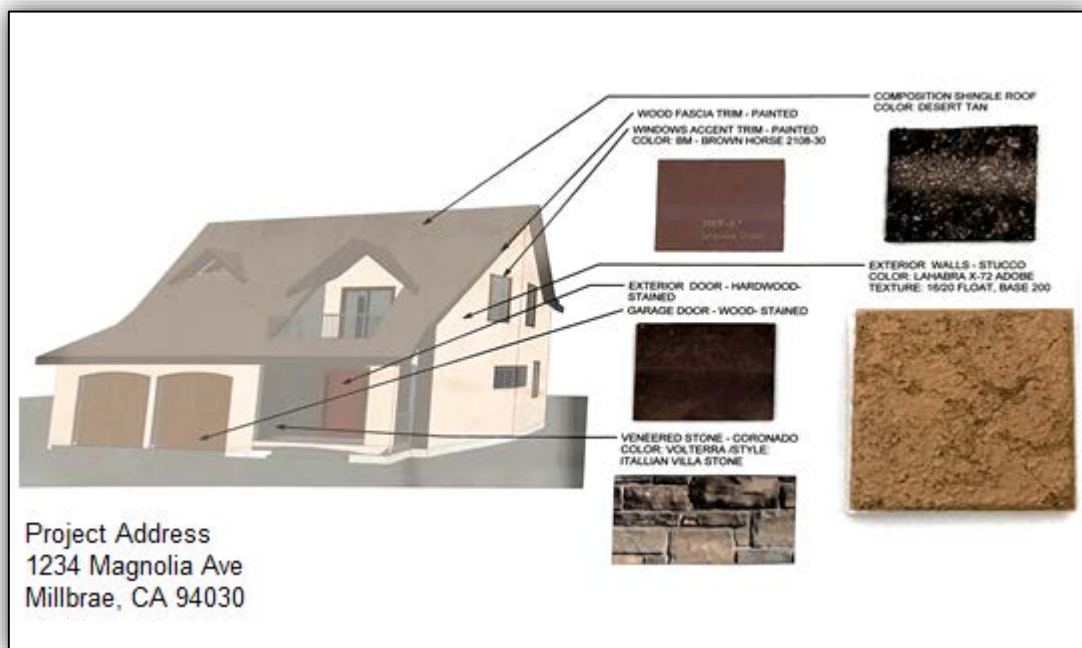 COMPOSITION SHINGLE ROOF
COLOR: DESERT TAN
WOOD FASCIA TRIM - PAINTED
WINDOWS ACCENT TRIM - PAINTED
COLOR: BM - BROWN HORSE 2108-30
EXTERIOR WALLS - STUCCO
COLOR: LAHABRA X-72 ADOBE
TEXTURE: 16/20 FLOAT, BASE 200
EXTERIOR DOOR - HARDWOOD-
STAINED
GARAGE DOOR - WOOD- STAINED
VENEERED STONE - CORONADO
COLOR: VOLTERRA /STYLE:
ITALLIAN VILLA STONE
Project Address
1234 Magnolia Ave
Millbrae, CA 94030